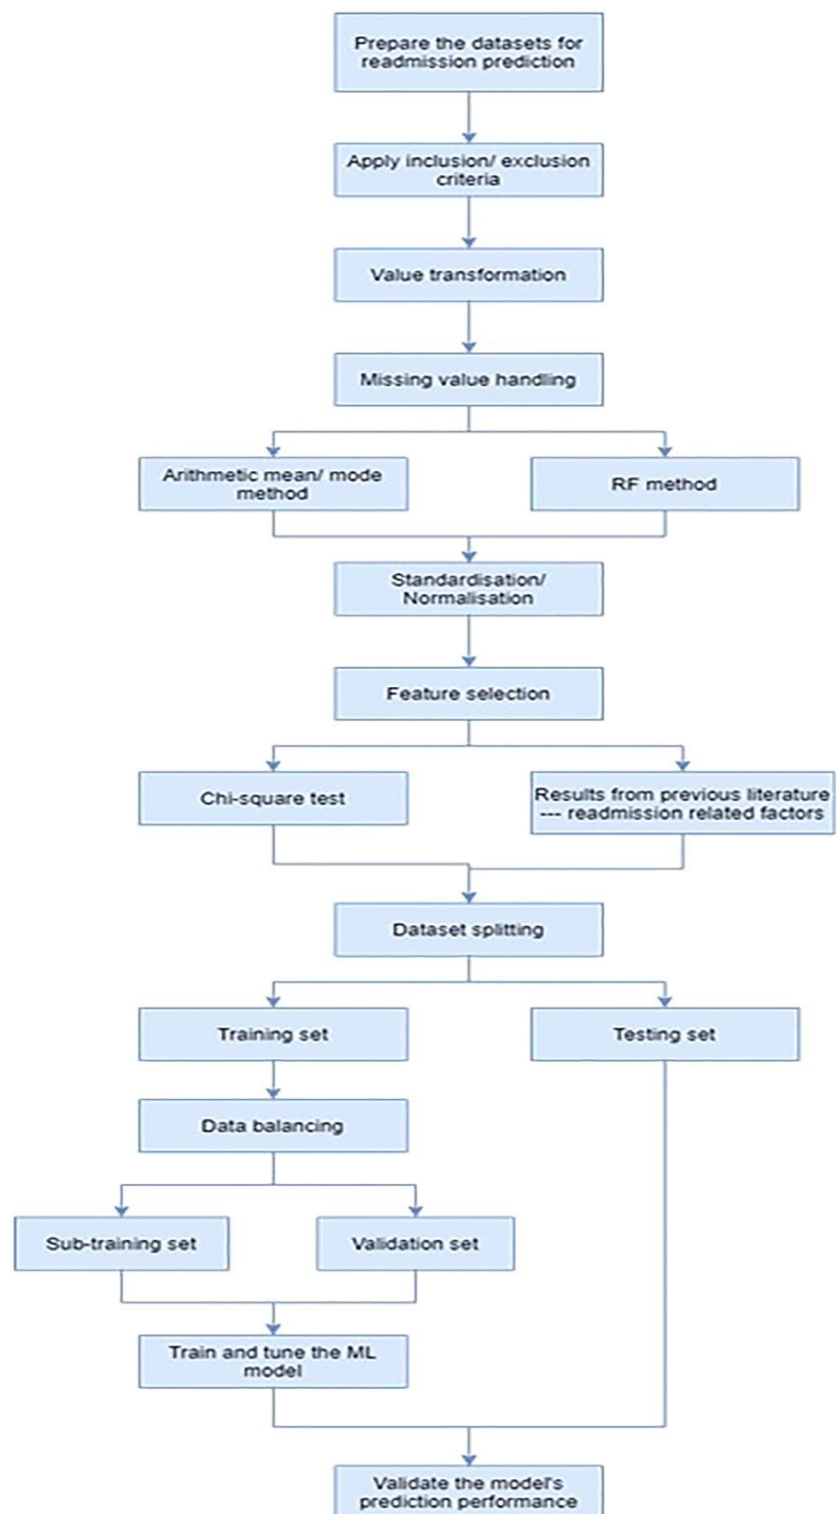 Prepare the datasets for
readmission prediction
Apply inclusion/ exclusion
criteria
Value transformation
Missing value handling
Arithmetic mean/ mode
method
RF method
Standardisation/
Normalisation
Feature selection
Chi-square test
Results from previous literature
--- readmission related factors
Dataset splitting
Training set
Testing set
Data balancing
Sub-training set
Validation set
Train and tune the ML
model
Validate the model's
prediction performance